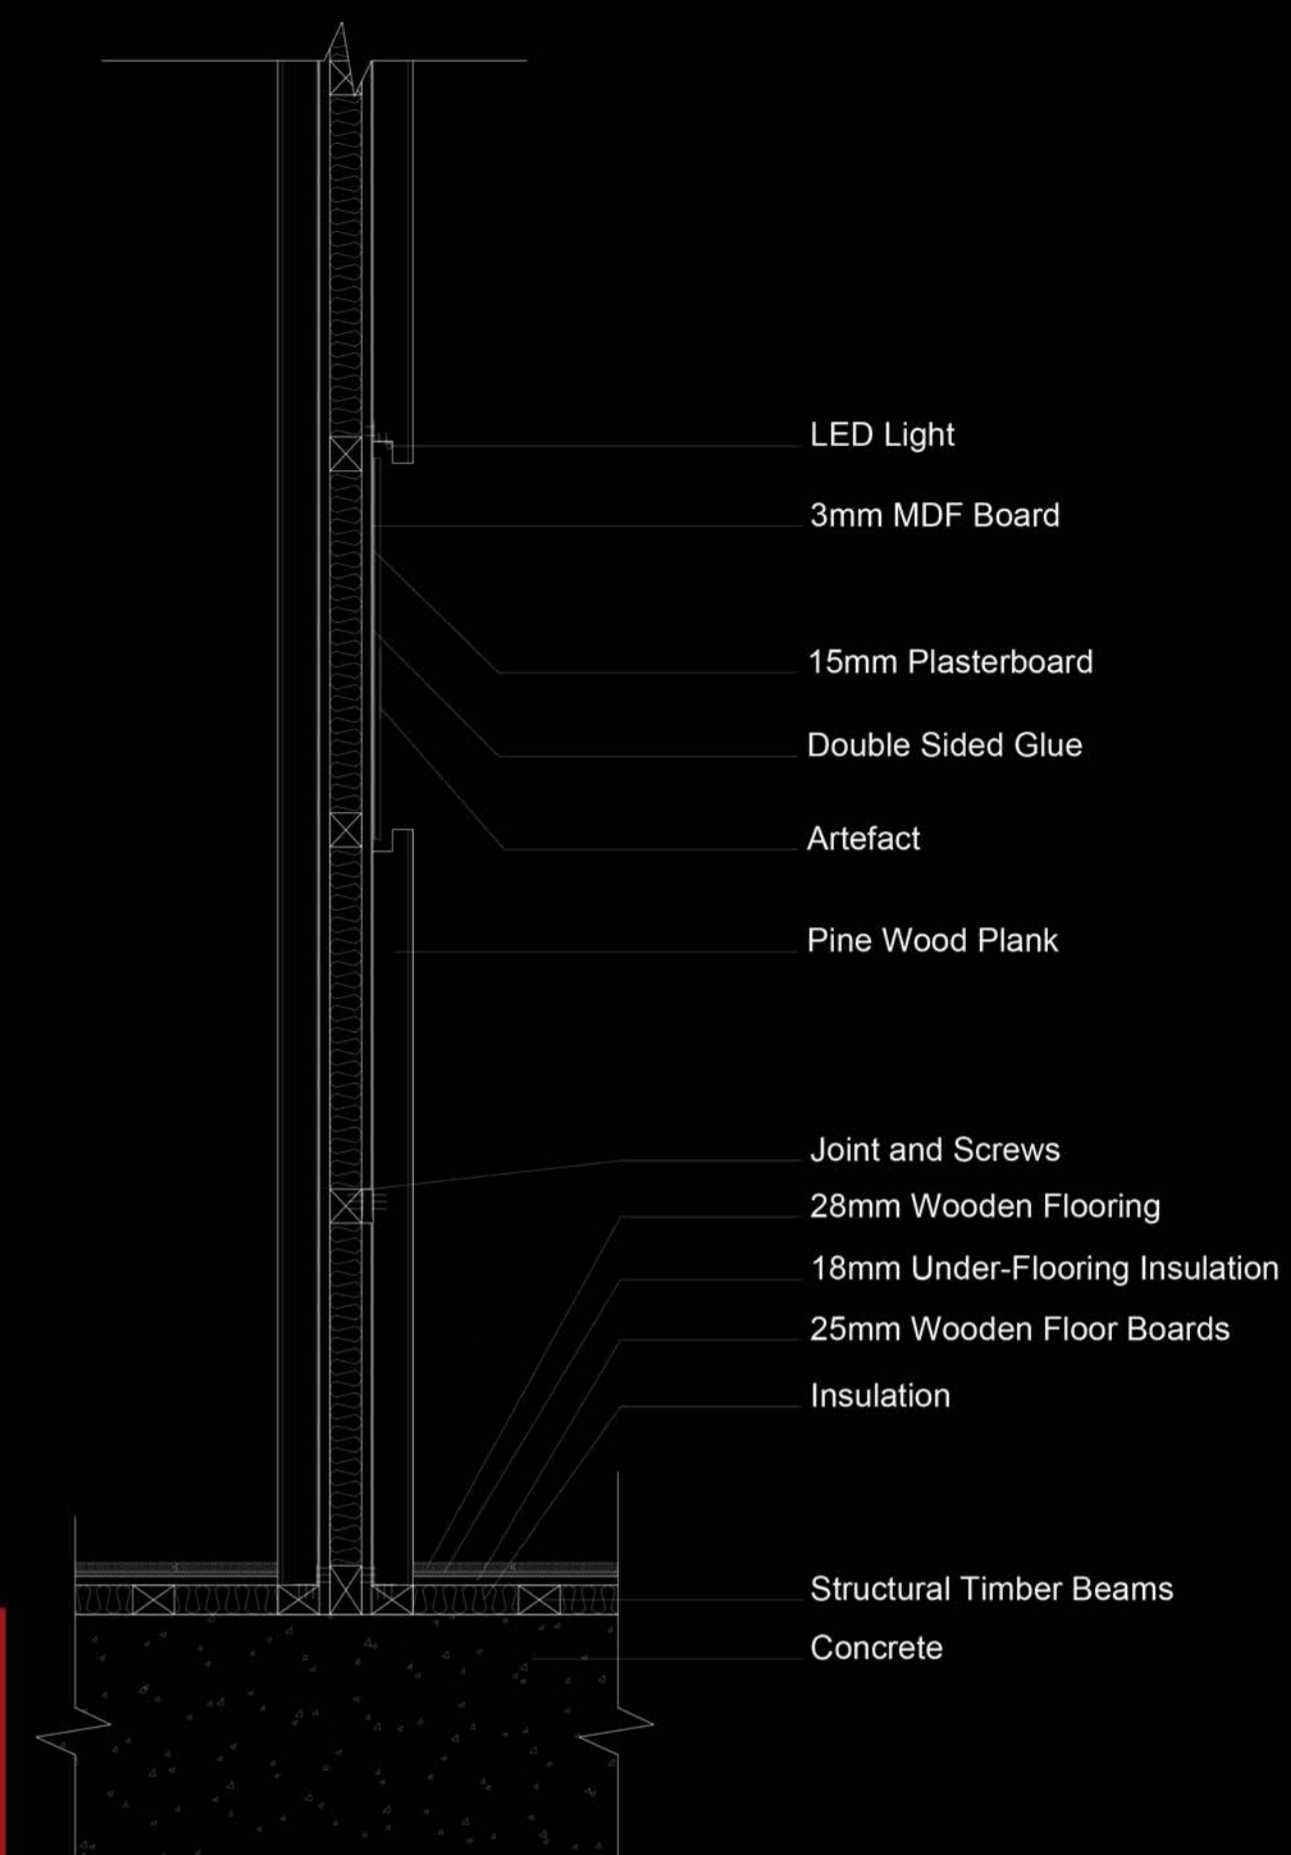 LED Light
3mm MDF Board
15mm Plasterboard
Double Sided Glue
Artefact
Pine Wood Plank
Joint and Screws
28mm Wooden Flooring
18mm Under-Flooring Insulation
25mm Wooden Floor Boards
Insulation
Structural Timber Beams
Concrete